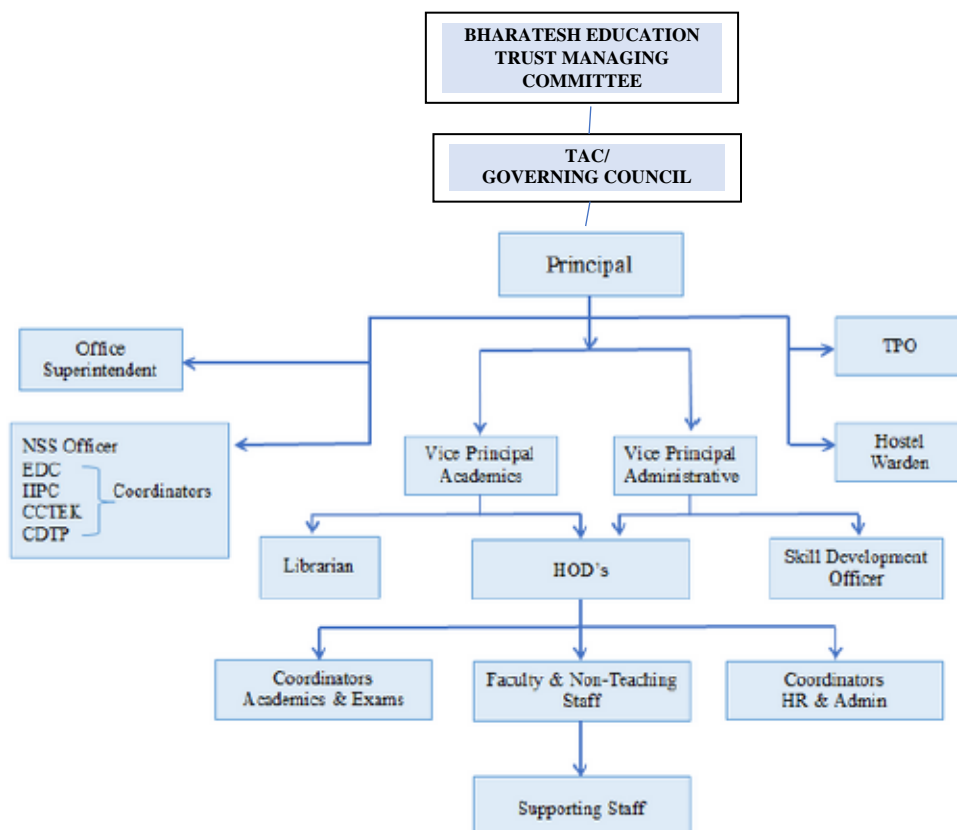 BHARATESH EDUCATION
TRUST MANAGING
COMMITTEE
TAC/
GOVERNING COUNCIL
Principal
Office
Superintendent
TPO
NSS Officer
EDC
IIPC
CCTEK
CDTP
Coordinators
Vice Principal
Academics
Vice Principal
Administrative
Hostel
Warden
Librarian
HOD's
Skill Development
Officer
Coordinators
Academics & Exams
Faculty & Non-Teaching
Staff
Coordinators
HR & Admin
Supporting Staff